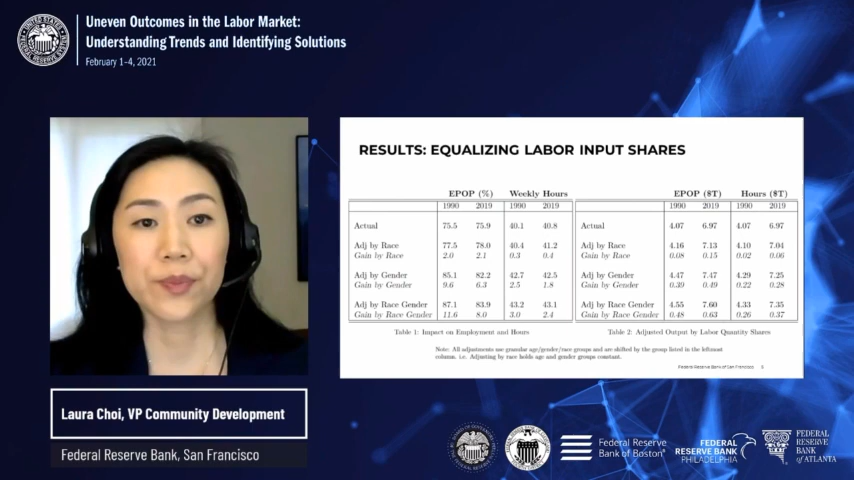 Uneven Outcomes in the Labor Market:
Understanding Trends and Identifying Solutions
February 1-4, 2021
RESULTS: EQUALIZING LABOR INPUT SHARES
EPOP (%) Weekly Hours
1990 2019 1990 2019
Actual 75.5 75.9 40.1 40.8
Adj by Race 77.5 78.0 40.4 41.2
Gain by Race 2.0 2.1 0.3 0.4
Adj by Gender 85.1 82.2 42.7 42.5
Gain by Gender 9.6 6.3 2.5 1.8
Adj by Race Gender 87.1 83.9 43.2 43.1
Gain by Race Gender 11.6 8.0 3.0 2.4
Table 1: Impact on Employment and Hours
EPOP ($T) Hours ($T)
1990 2019 1990 2019
Actual 4.07 6.97 4.07 6.97
Adj by Race 4.16 7.13 4.10 7.04
Gain by Race 0.08 0.15 0.02 0.06
Adj by Gender 4.47 7.47 4.29 7.25
Gain by Gender 0.39 0.49 0.22 0.28
Adj by Race Gender 4.55 7.60 4.33 7.35
Gain by Race Gender 0.48 0.63 0.26 0.37
Table 2: Adjusted Output by Labor Quantity Shares
Note: All adjustments use granular age/gender/race groups and are shifted by the group listed in the leftmost
column. i.e. Adjusting by race holds age and gender groups constant.
Federal Reserve Bank of San Francisco
Laura Choi, VP Community Development
Federal Reserve Bank, San Francisco
Federal Reserve
Bank of Boston®
FEDERAL
RESERVE BANK
PHILADELPHIA
FEDERAL
RESERVE
BANK
of ATLANTA